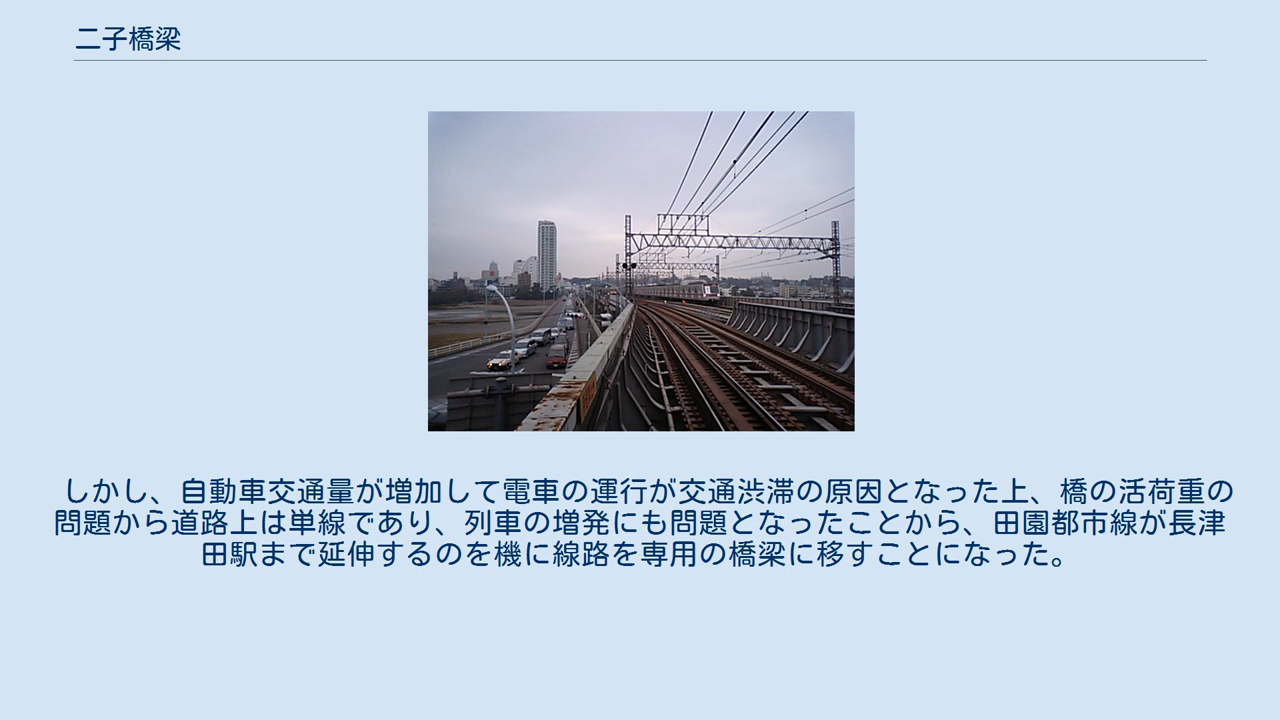 二子橋梁
しかし、自動車交通量が増加して電車の運行が交通渋滞の原因となった上、橋の活荷重の
問題から道路上は単線であり、列車の増発にも問題となったことから、田園都市線が長津
田駅まで延伸するのを機に線路を専用の橋梁に移すことになった。